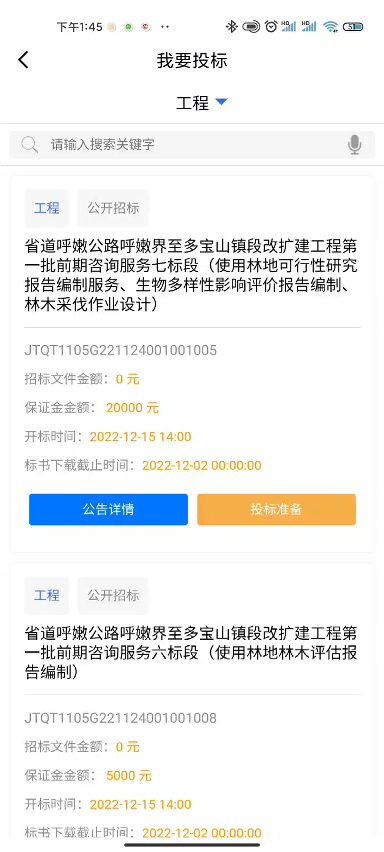 下午1:45
我要投标
工程
请输入搜索关键字
工程 公开招标
省道呼嫩公路呼嫩界至多宝山镇段改扩建工程第
一批前期咨询服务七标段（使用林地可行性研究
报告编制服务、生物多样性影响评价报告编制、
林木采伐作业设计）
JTQT1105G221124001001005
招标文件金额：0 元
保证金金额： 20000 元
开标时间：2022-12-15 14:00
标书下载截止时间：2022-12-02 00:00:00
公告详情 投标准备
工程 公开招标
省道呼嫩公路呼嫩界至多宝山镇段改扩建工程第
一批前期咨询服务六标段（使用林地林木评估报
告编制）
JTQT1105G221124001001008
招标文件金额：0 元
保证金金额： 5000 元
开标时间：2022-12-15 14:00
标书下载截止时间：2022-12-02 00:00:00